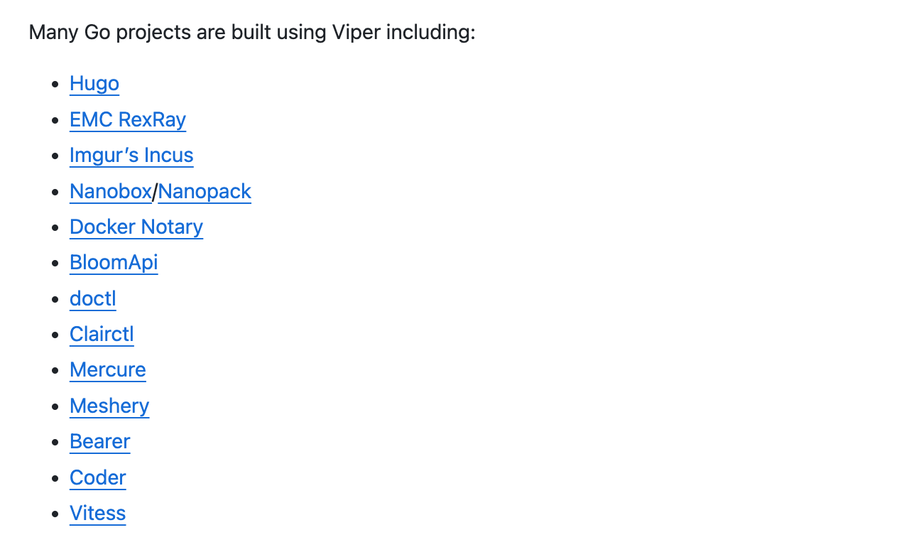 Many Go projects are built using Viper including:
• Hugo
• EMC RexRay
• Imgur’s Incus
• Nanobox/Nanopack
• Docker Notary
• BloomApi
• doctl
• Clairctl
• Mercure
• Meshery
• Bearer
• Coder
• Vitess